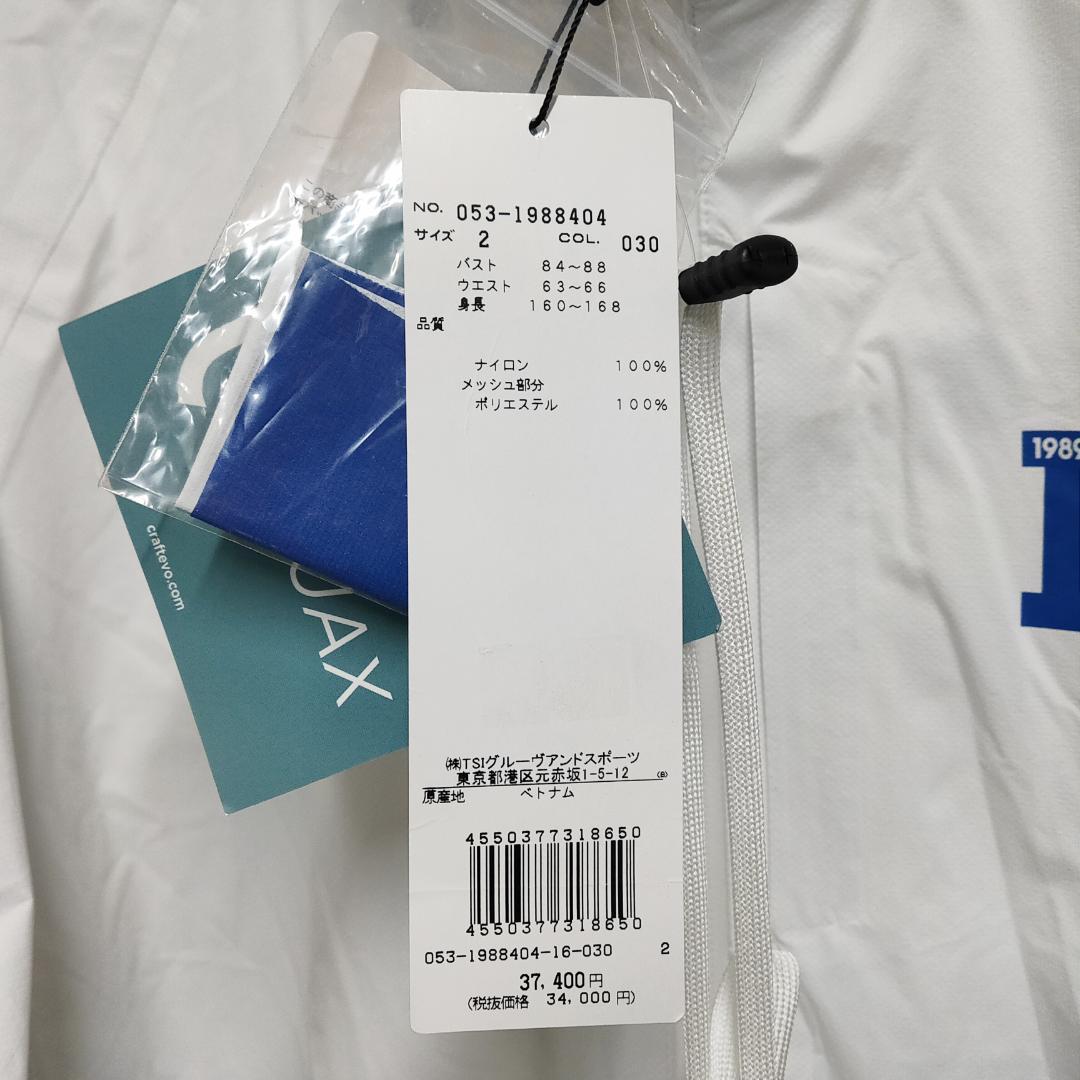 NO. 053-1988404
サイズ 2 COL. 030
バスト 84～88
ウエスト 63～66
身長 160～168
品質
ナイロン 100%
メッシュ部分
ポリエステル 100%
㈱TSIグルーヴアンドスポーツ
東京都港区元赤坂1-5-12 (B)
原産地 ベトナム
4550377318650
4550377318650
053-1988404-16-030 2
37,400円
(税抜価格 34,000円)
craftevo.com
JAX
1989